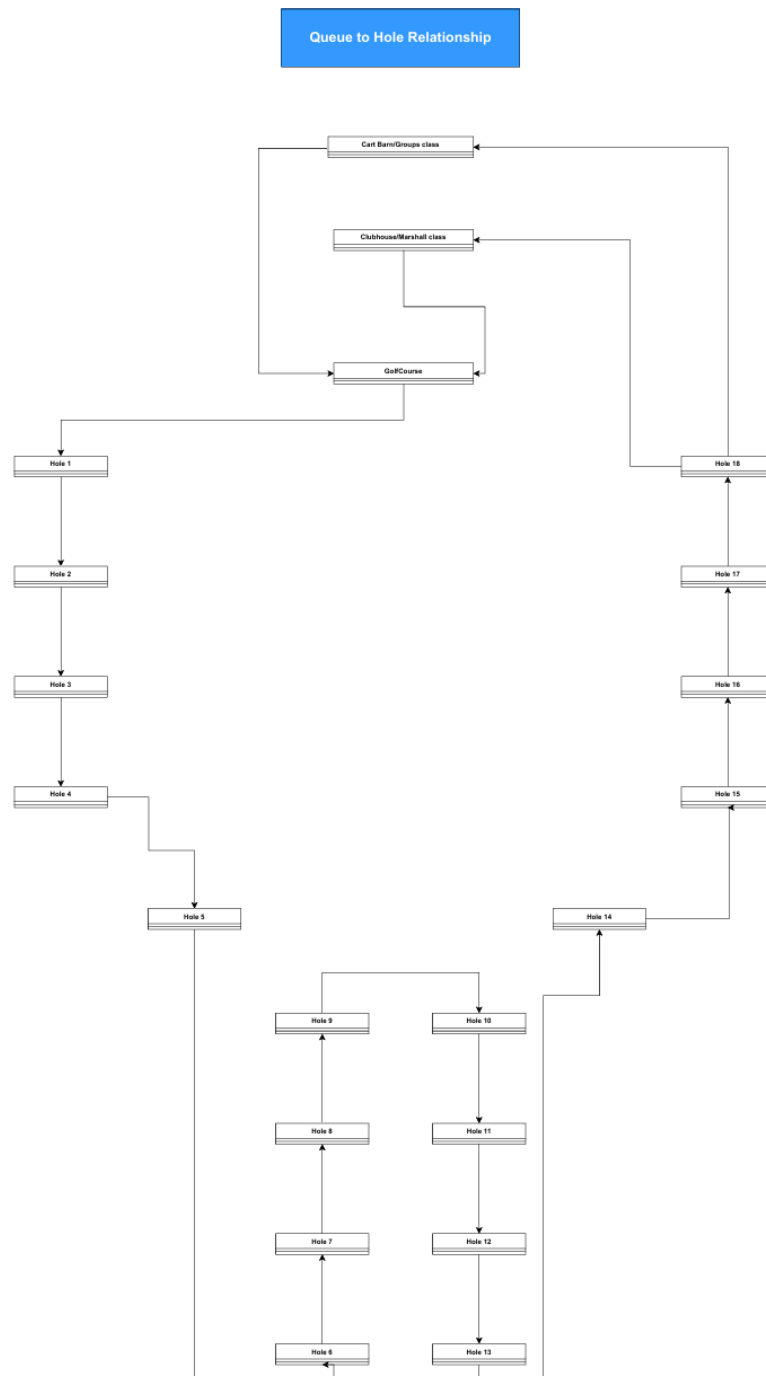 Queue to Hole Relationship
Cart Barn/Groups class
Clubhouse/Marshall class
GolfCourse
Hole 1
Hole 18
Hole 2
Hole 17
Hole 3
Hole 16
Hole 4
Hole 15
Hole 5
Hole 14
Hole 9
Hole 10
Hole 8
Hole 11
Hole 7
Hole 12
Hole 6
Hole 13